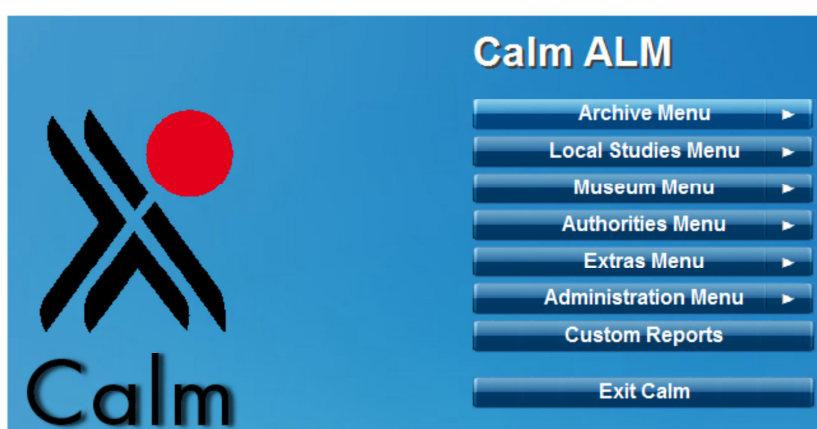 Calm ALM
Archive Menu
Local Studies Menu
Museum Menu
Authorities Menu
Extras Menu
Administration Menu
Custom Reports
Exit Calm
Calm